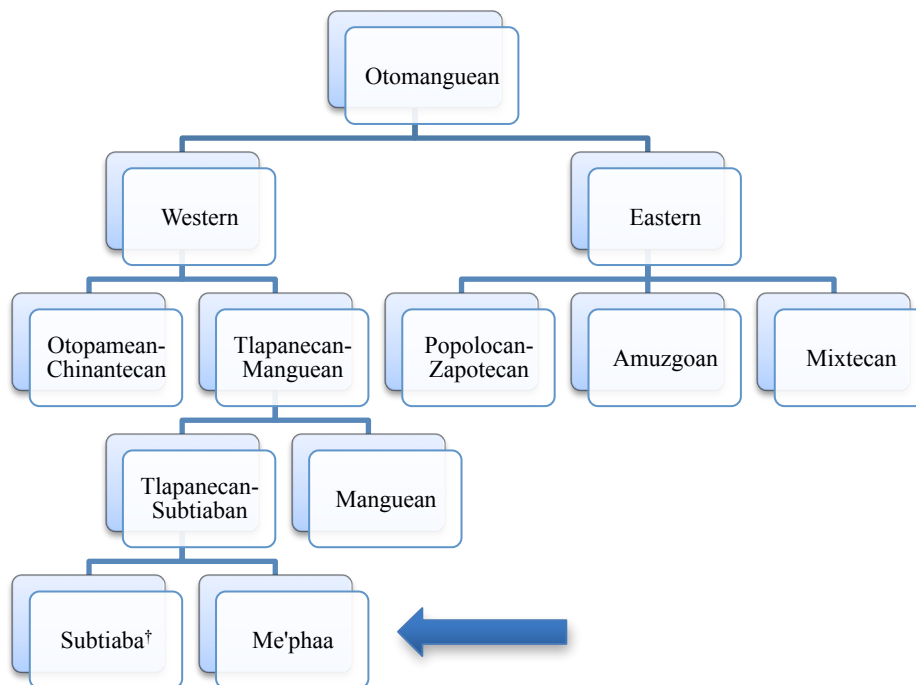 Otomanguean
Western
Eastern
Otopamean-
Chinantecan
Tlapanecan-
Manguean
Popolocan-
Zapotecan
Amuzgoan
Mixtecan
Tlapanecan-
Subtiaban
Manguean
Subtiaba†
Me'phaa